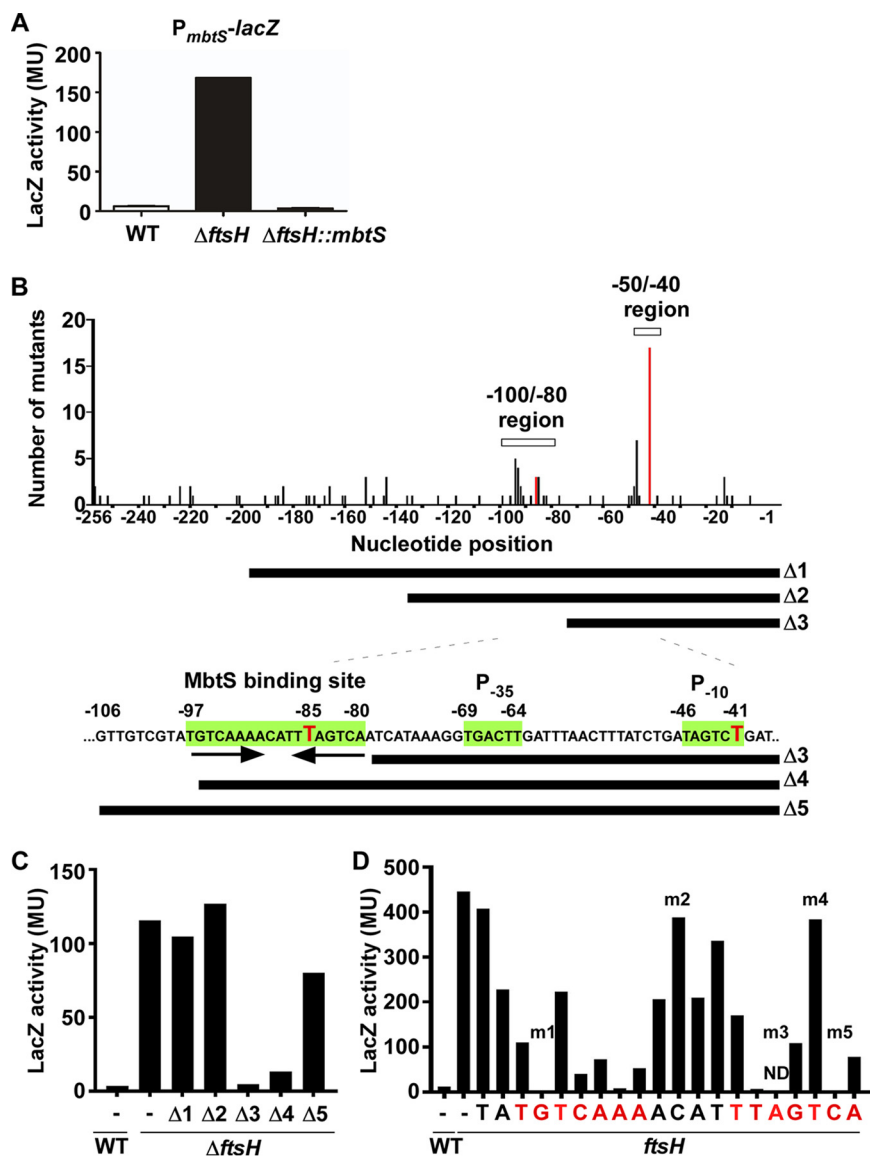 A
P_mbtS-lacZ
LacZ activity (MU)
200
150
100
50
0
WT ΔftsH ΔftsH::mbtS
B
-50/-40
region
-100/-80
region
Number of mutants
20
15
10
5
0
-256 -240 -220 -200 -180 -160 -140 -120 -100 -80 -60 -40 -20 -1
Nucleotide position
Δ1
Δ2
Δ3
MbtS binding site P-35 P-10
-106 -97 -85 -80 -69 -64 -46 -41
...GTTGTCGTATGTCAAAACATTTAGTCAATCATAAAGGTGACTTGATTTAACTTTATCTGATAGTCTGAT..
Δ3
Δ4
Δ5
C
LacZ activity (MU)
150
100
50
0
- - Δ1 Δ2 Δ3 Δ4 Δ5
WT ΔftsH
D
LacZ activity (MU)
500
400
300
200
100
0
m1 m2 m3 m4 m5
ND
- - T A T G T C A A A A C A T T T A G T C A
WT ftsH